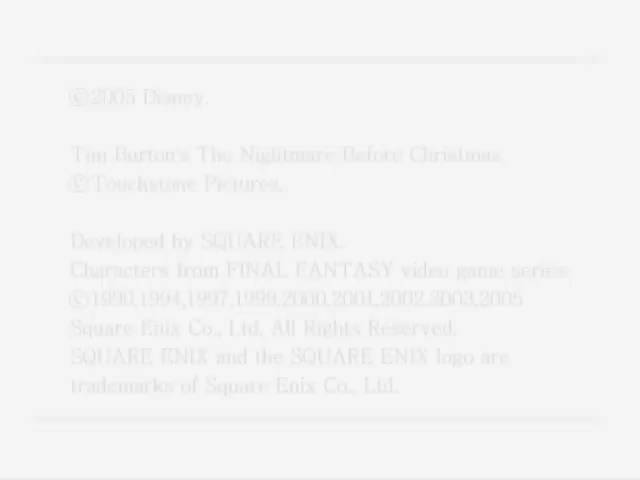 ©2005 Disney.
Tim Burton's The Nightmare Before Christmas
©Touchstone Pictures.
Developed by SQUARE ENIX.
Characters from FINAL FANTASY video game series:
©1990,1994,1997,1999,2000,2001,2002,2003,2005
Square Enix Co., Ltd. All Rights Reserved.
SQUARE ENIX and the SQUARE ENIX logo are
trademarks of Square Enix Co., Ltd.